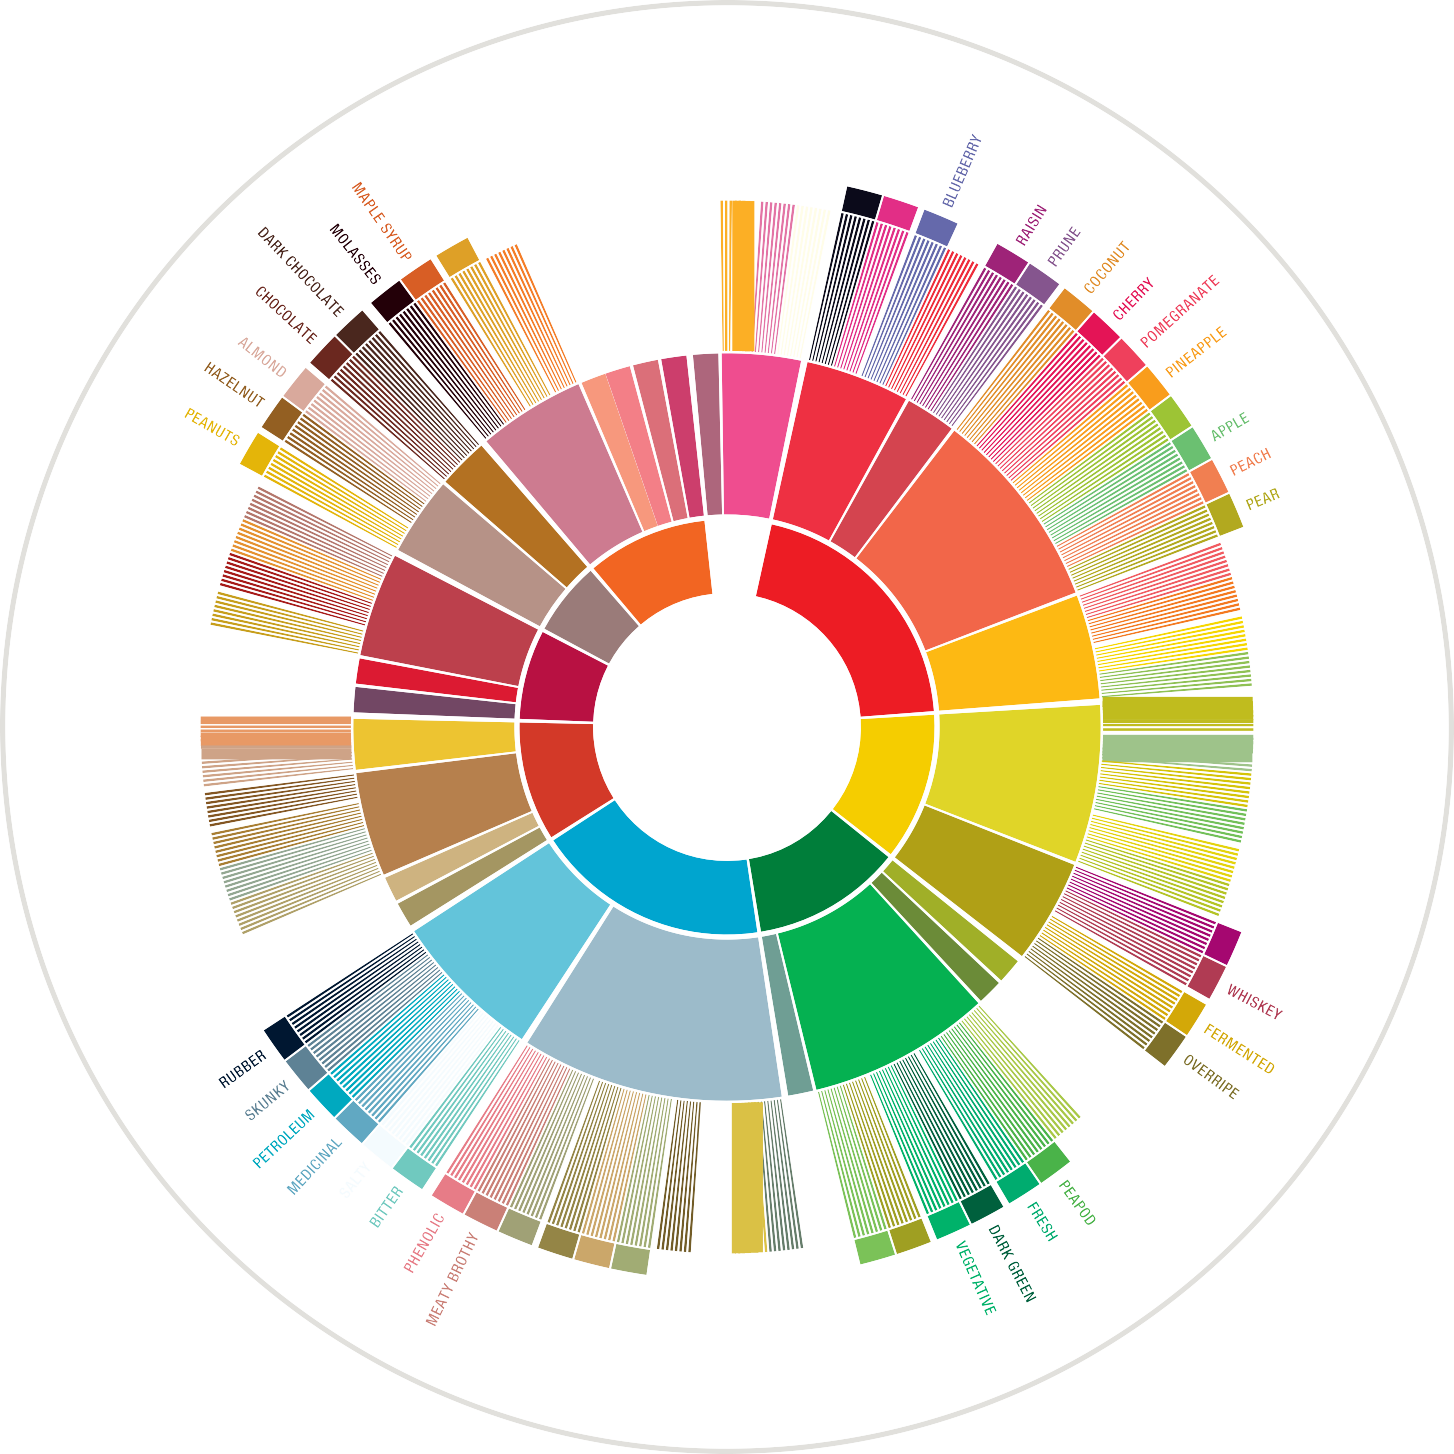 BLUEBERRY
RAISIN
PRUNE
COCONUT
CHERRY
POMEGRANATE
PINEAPPLE
APPLE
PEACH
PEAR
WHISKEY
FERMENTED
OVERRIPE
PEAPOD
FRESH
DARK GREEN
VEGETATIVE
MEATY BROTHY
PHENOLIC
BITTER
SALTY
MEDICINAL
PETROLEUM
SKUNKY
RUBBER
PEANUTS
HAZELNUT
ALMOND
CHOCOLATE
DARK CHOCOLATE
MOLASSES
MAPLE SYRUP